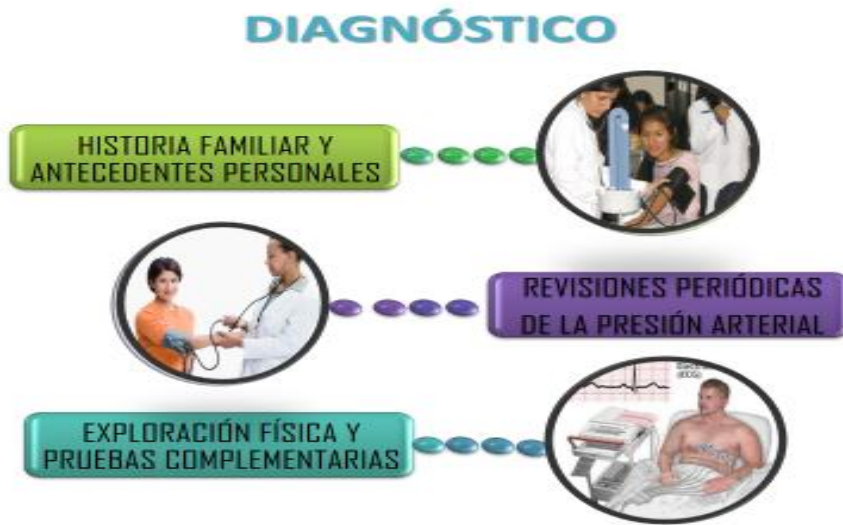 DIAGNÓSTICO
HISTORIA FAMILIAR Y
ANTECEDENTES PERSONALES
REVISIONES PERIÓDICAS
DE LA PRESIÓN ARTERIAL
EXPLORACIÓN FÍSICA Y
PRUEBAS COMPLEMENTARIAS